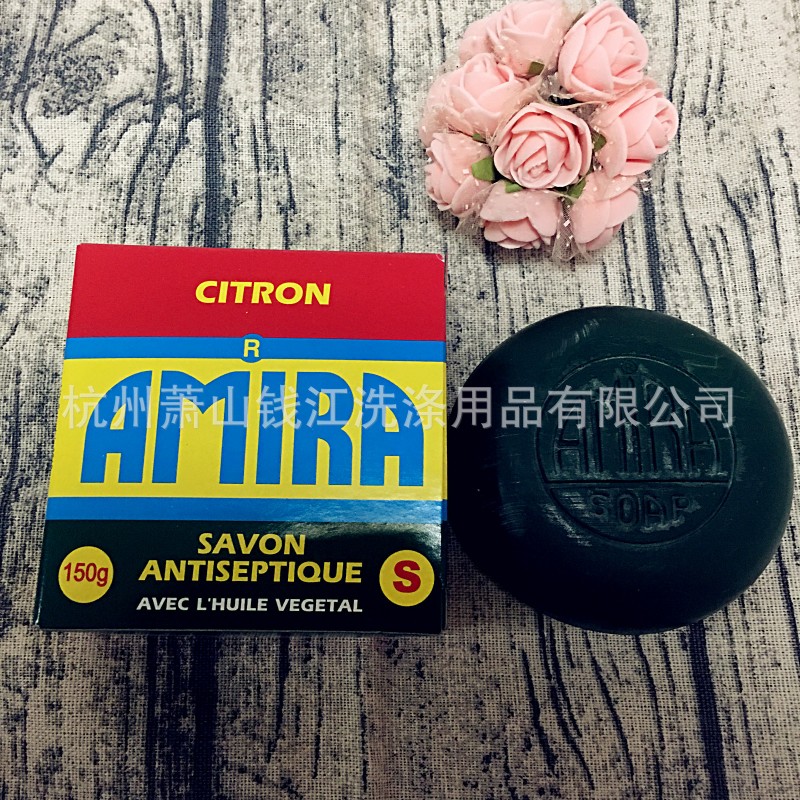 CITRON
R
AMIRA
杭州萧山钱江洗涤用品有限公司
SAVON
ANTISEPTIQUE
150g
S
AVEC L'HUILE VEGETAL
AMIRA
SOAP